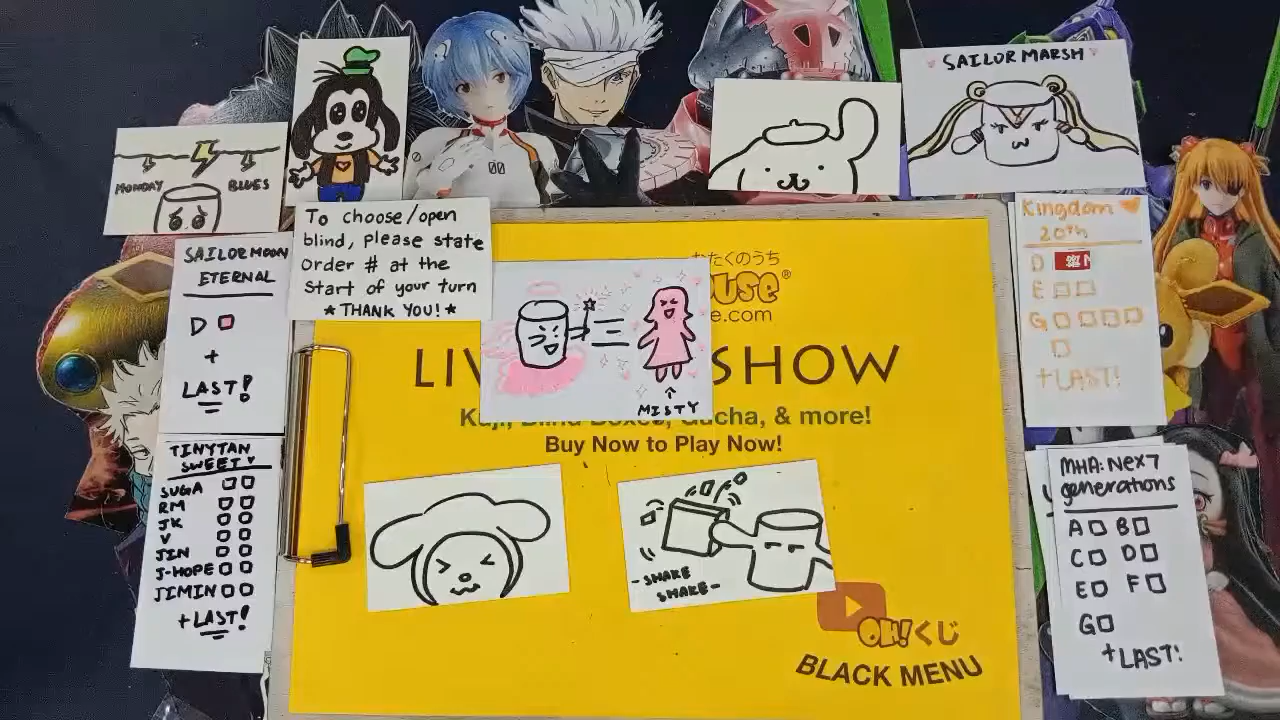 SAILOR MARSH
MONDAY BLUES
To choose/open
blind, please state
order # at the
start of your turn
★ THANK YOU! ★
SAILOR MOON
ETERNAL
D
+
LAST!
TINYTAN
SWEET
SUGA
RM
JK
V
JIN
J-HOPE
JIMIN
+LAST!
00
たくのうち
USE®
e.com
MISTY
LIV SHOW
Kuji, Blind Boxes, Gacha, & more!
Buy Now to Play Now!
-SHAKE
SHAKE-
OH!くじ
BLACK MENU
Kingdom
20th
D
E
G
+LAST!
MHA: Next
generations
A B
C D
E F
G
+LAST!